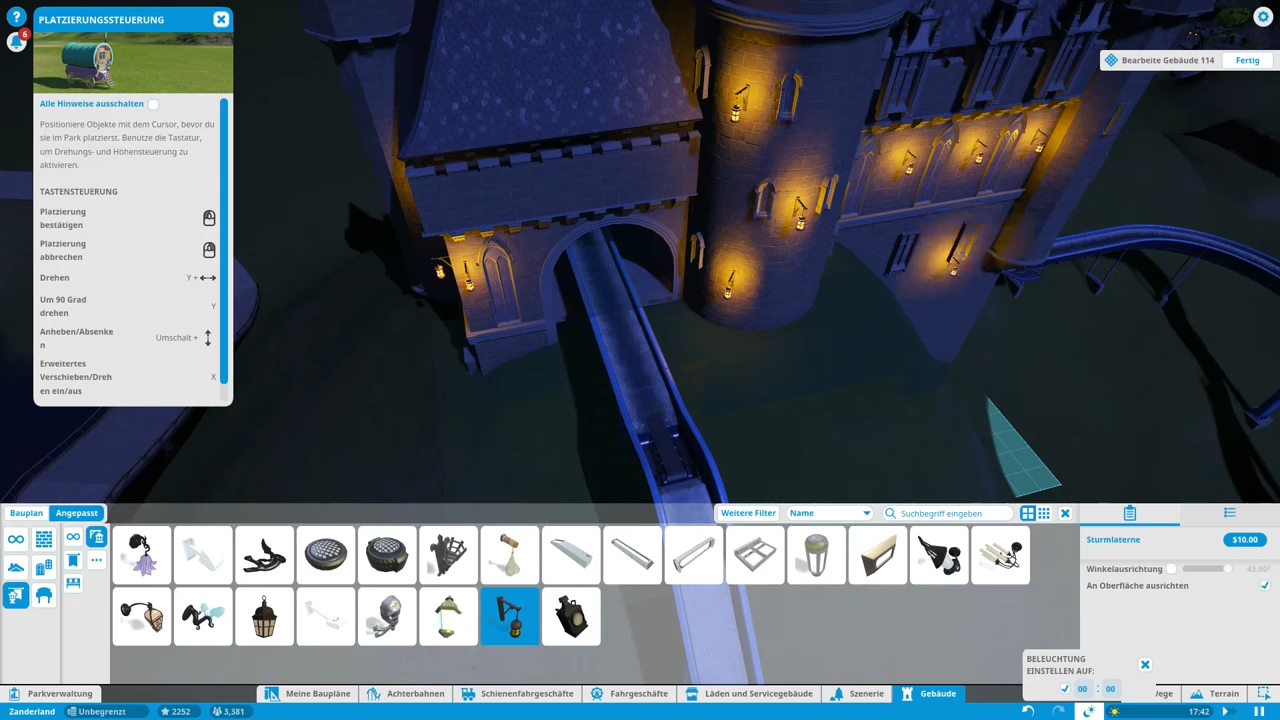 ?
6
PLATZIERUNGSSTEUERUNG
Alle Hinweise ausschalten
Positioniere Objekte mit dem Cursor, bevor du
sie im Park platzierst. Benutze die Tastatur,
um Drehungs- und Höhensteuerung zu
aktivieren.
TASTENSTEUERUNG
Platzierung
bestätigen
Platzierung
abbrechen
Drehen Y +
Um 90 Grad
drehen Y
Anheben/Absenke
n Umschalt +
Erweitertes
Verschieben/Dreh
en ein/aus X
Bearbeite Gebäude 114 Fertig
Bauplan Angepasst
Weitere Filter Name Suchbegriff eingeben
Sturmlaterne $10.00
Winkelausrichtung 45.00°
An Oberfläche ausrichten
BELEUCHTUNG
EINSTELLEN AUF:
00 : 00
Parkverwaltung Meine Baupläne Achterbahnen Schienenfahrgeschäfte Fahrgeschäfte Läden und Servicegebäude Szenerie Gebäude Wege Terrain
Zanderland Unbegrenzt 2252 3,381 17:42